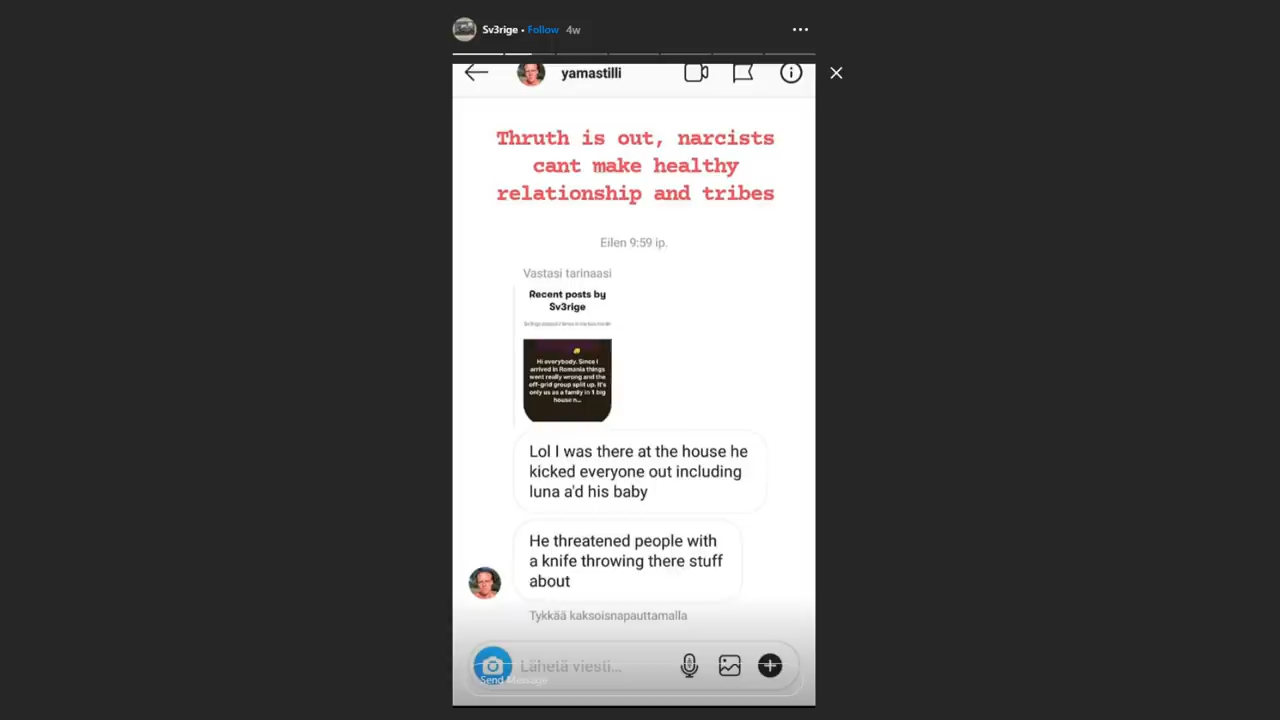 Sv3rige • Follow 4w
yamastilli
Thruth is out, narcists
cant make healthy
relationship and tribes
Eilen 9:59 ip.
Vastasi tarinaasi
Recent posts by
Sv3rige
Hi everybody. Since I
arrived in Romania things
went really wrong and the
off-grid group split up. It's
only us as a family in 1 big
house n...
Lol I was there at the house he
kicked everyone out including
luna a'd his baby
He threatened people with
a knife throwing there stuff
about
Tykkää kaksoisnapauttamalla
Lähetä viesti...
Send Message